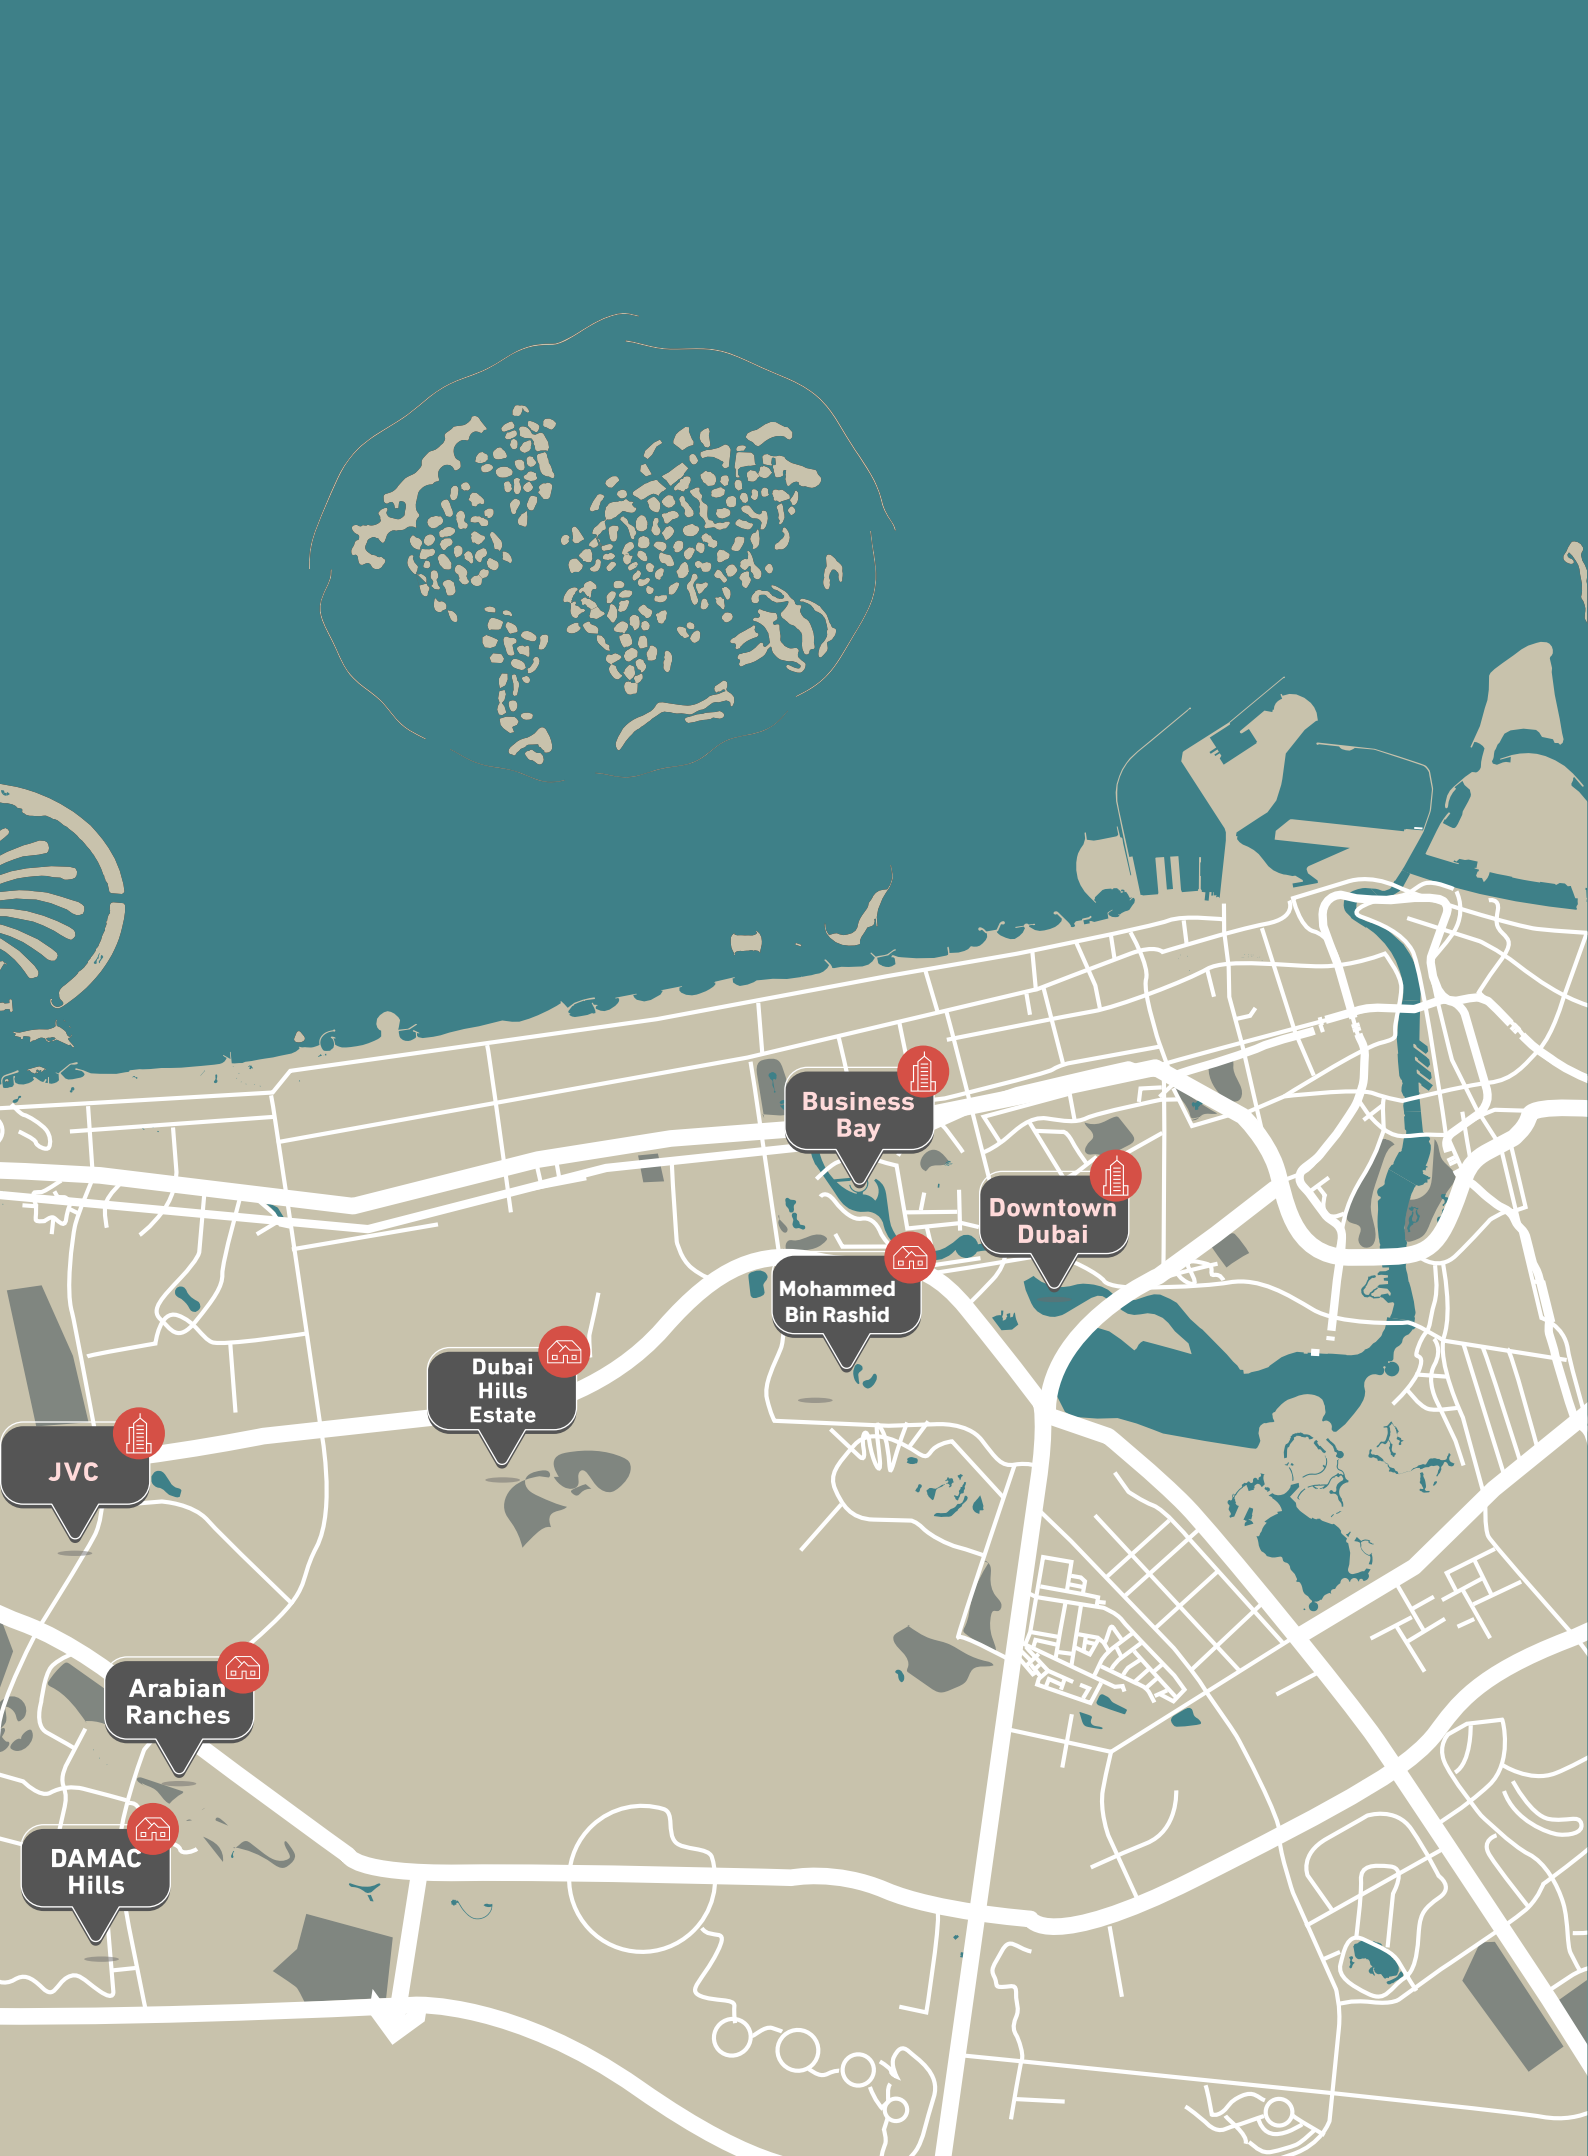 Business
Bay
Downtown
Dubai
Mohammed
Bin Rashid
Dubai
Hills
Estate
JVC
Arabian
Ranches
DAMAC
Hills